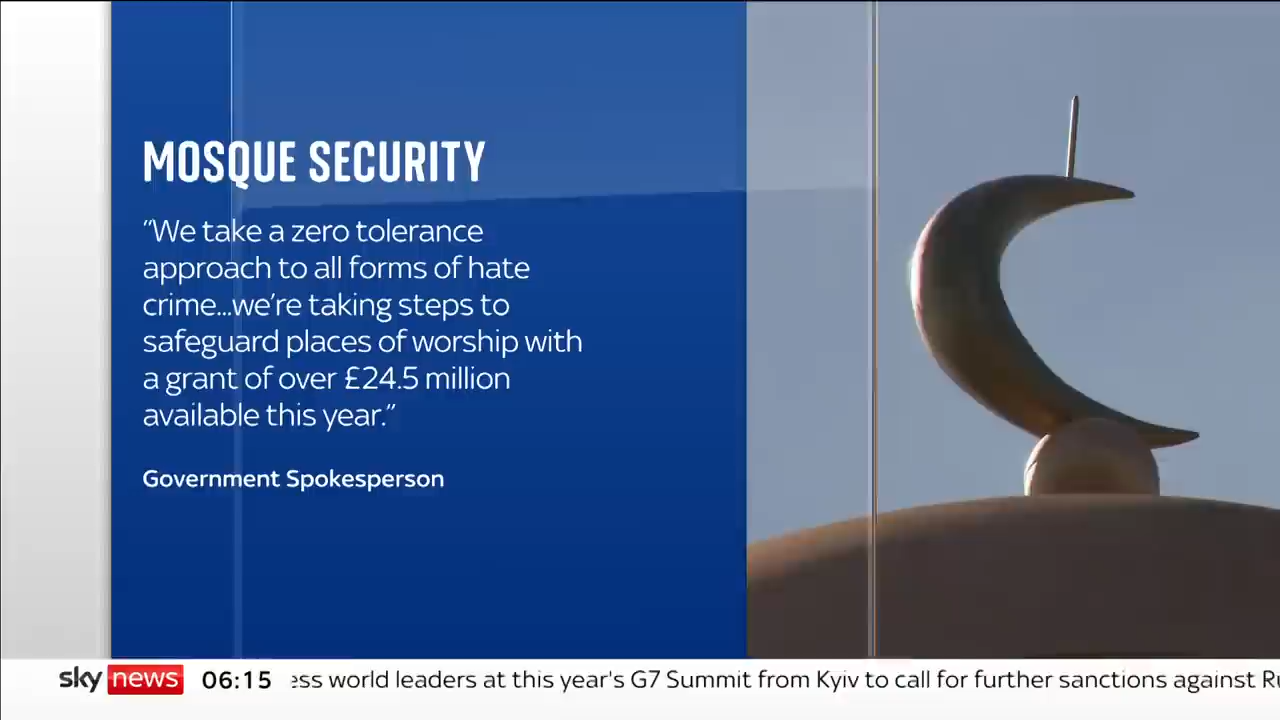 MOSQUE SECURITY
“We take a zero tolerance
approach to all forms of hate
crime...we’re taking steps to
safeguard places of worship with
a grant of over £24.5 million
available this year.”
Government Spokesperson
sky news 06:15 world leaders at this year's G7 Summit from Kyiv to call for further sanctions against